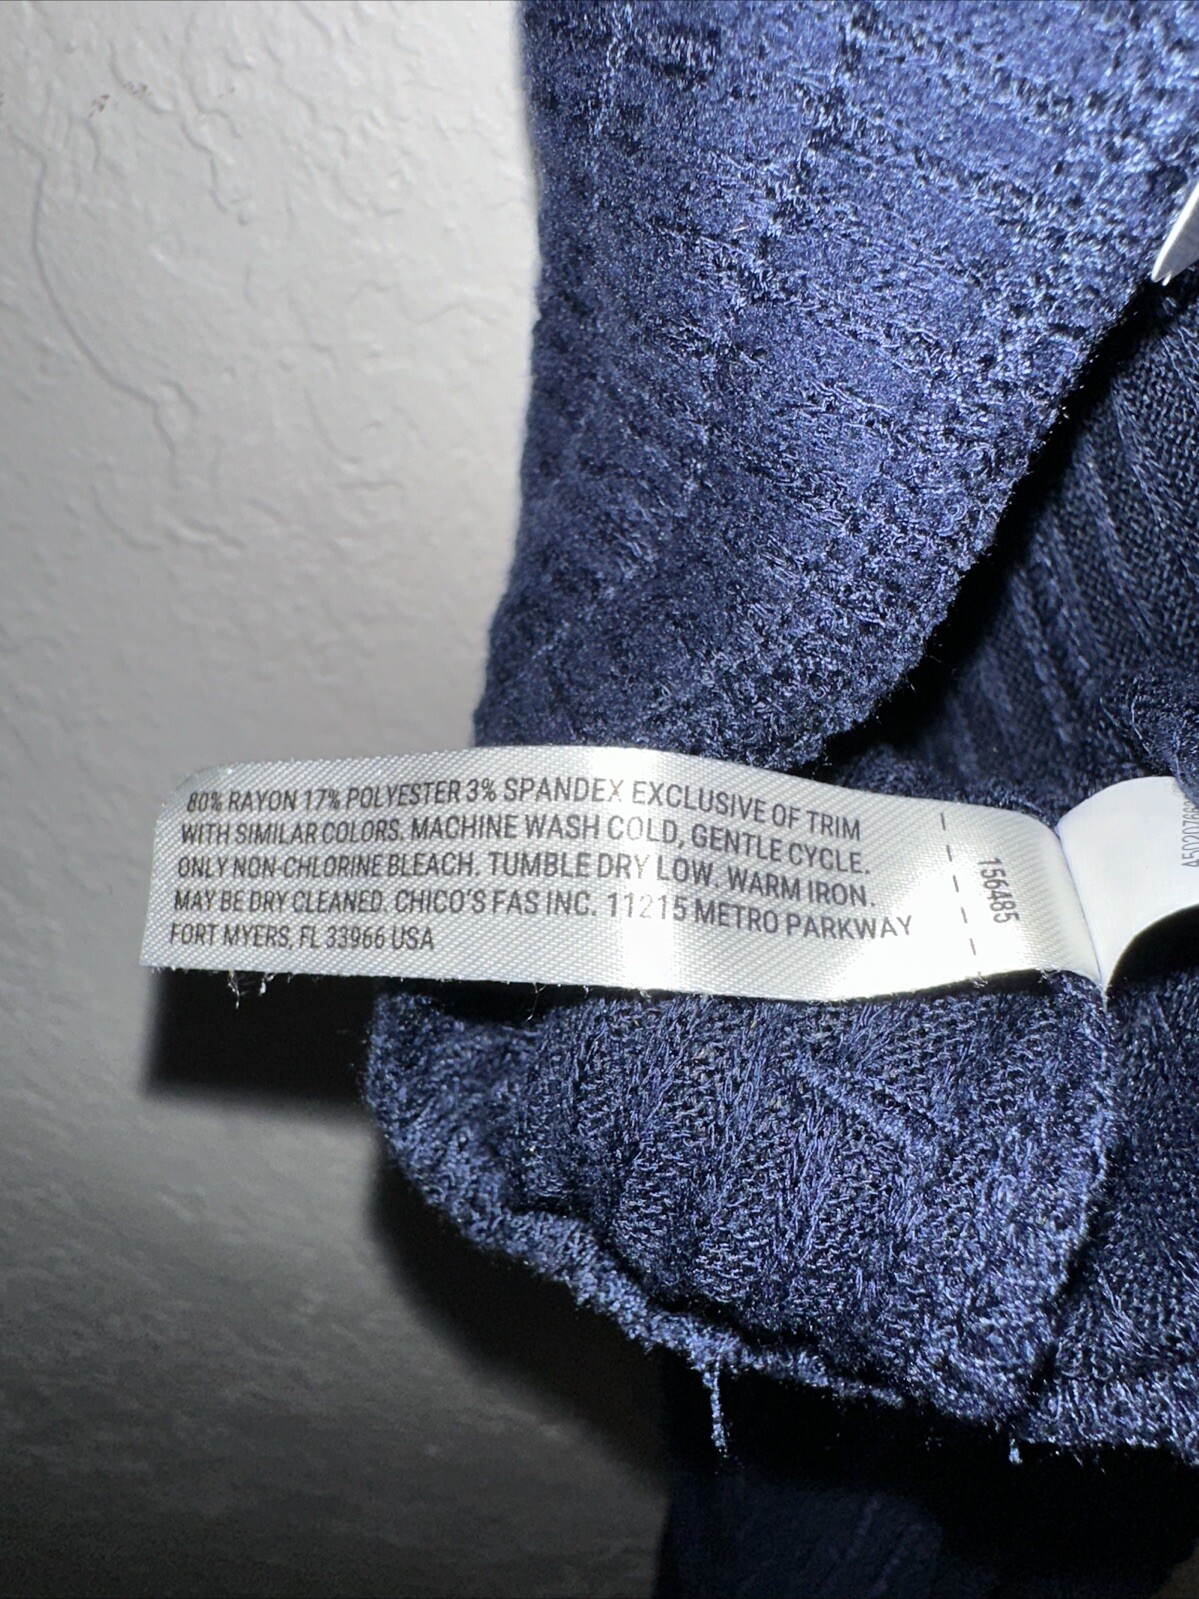 80% RAYON 17% POLYESTER 3% SPANDEX EXCLUSIVE OF TRIM
WITH SIMILAR COLORS. MACHINE WASH COLD, GENTLE CYCLE.
ONLY NON-CHLORINE BLEACH. TUMBLE DRY LOW. WARM IRON.
MAY BE DRY CLEANED. CHICO'S FAS INC. 11215 METRO PARKWAY
FORT MYERS, FL 33966 USA
156485